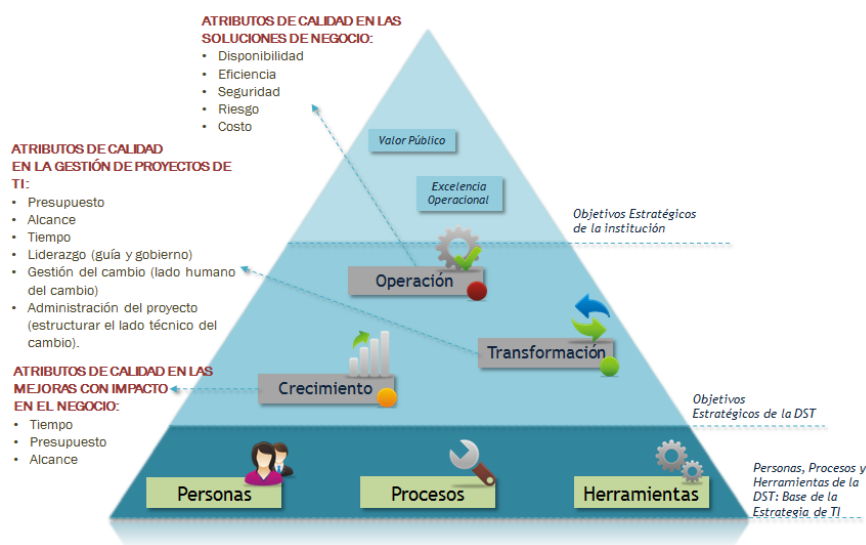 ATRIBUTOS DE CALIDAD EN LAS
SOLUCIONES DE NEGOCIO:
• Disponibilidad
• Eficiencia
• Seguridad
• Riesgo
• Costo
ATRIBUTOS DE CALIDAD
EN LA GESTIÓN DE PROYECTOS DE
TI:
• Presupuesto
• Alcance
• Tiempo
• Liderazgo (guía y gobierno)
• Gestión del cambio (lado humano
del cambio)
• Administración del proyecto
(estructurar el lado técnico del
cambio).
ATRIBUTOS DE CALIDAD EN LAS
MEJORAS CON IMPACTO
EN EL NEGOCIO:
• Tiempo
• Presupuesto
• Alcance
Valor Público
Excelencia
Operacional
Objetivos Estratégicos
de la institución
Operación
Transformación
Crecimiento
Objetivos
Estratégicos de la DST
Personas
Procesos
Herramientas
Personas, Procesos y
Herramientas de la
DST: Base de la
Estrategia de TI